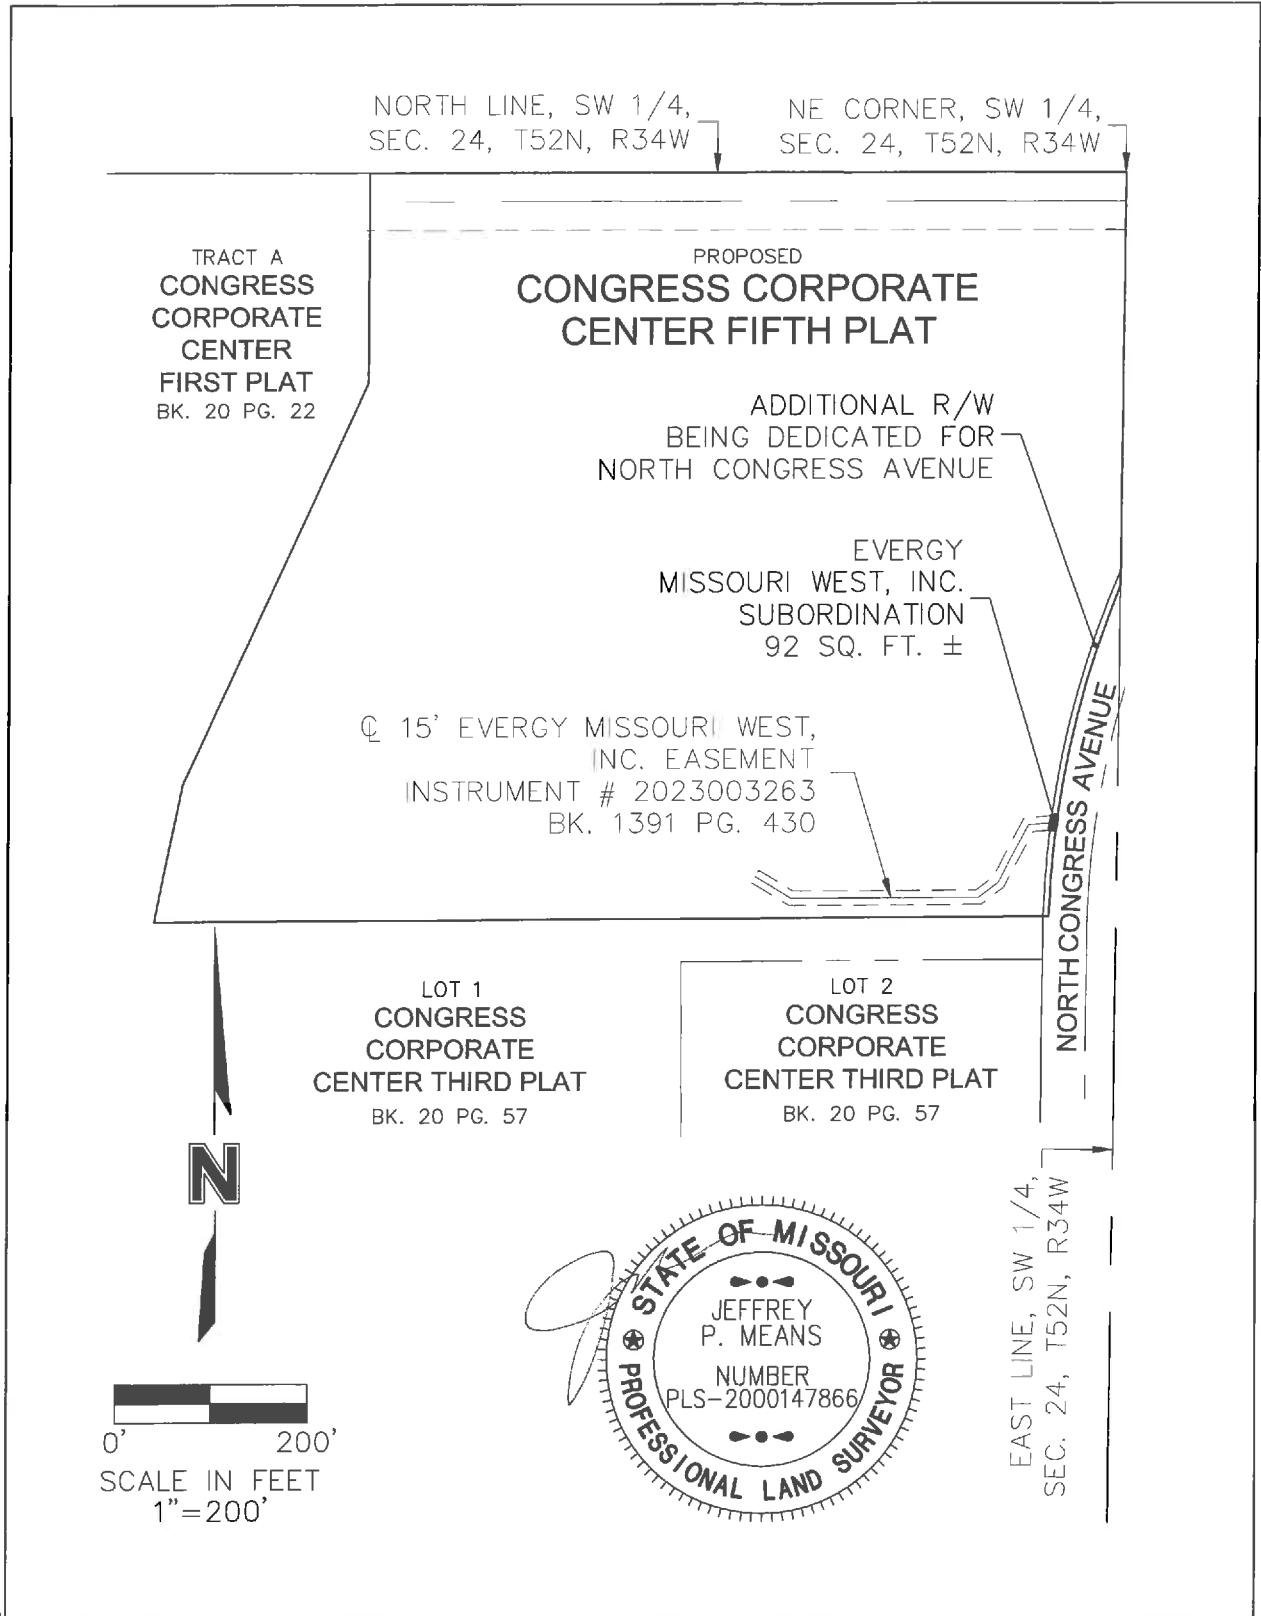 NORTH LINE, SW 1/4,
SEC. 24, T52N, R34W
NE CORNER, SW 1/4,
SEC. 24, T52N, R34W
TRACT A
CONGRESS
CORPORATE
CENTER
FIRST PLAT
BK. 20 PG. 22
PROPOSED
CONGRESS CORPORATE
CENTER FIFTH PLAT
ADDITIONAL R/W
BEING DEDICATED FOR
NORTH CONGRESS AVENUE
EVERGY
MISSOURI WEST, INC.
SUBORDINATION
92 SQ. FT. ±
℄ 15' EVERGY MISSOURI WEST,
INC. EASEMENT
INSTRUMENT # 2023003263
BK. 1391 PG. 430
NORTH CONGRESS AVENUE
LOT 1
CONGRESS
CORPORATE
CENTER THIRD PLAT
BK. 20 PG. 57
LOT 2
CONGRESS
CORPORATE
CENTER THIRD PLAT
BK. 20 PG. 57
N
EAST LINE, SW 1/4,
SEC. 24, T52N, R34W
STATE OF MISSOURI
JEFFREY
P. MEANS
NUMBER
PLS-2000147866
PROFESSIONAL LAND SURVEYOR
0' 200'
SCALE IN FEET
1"=200'